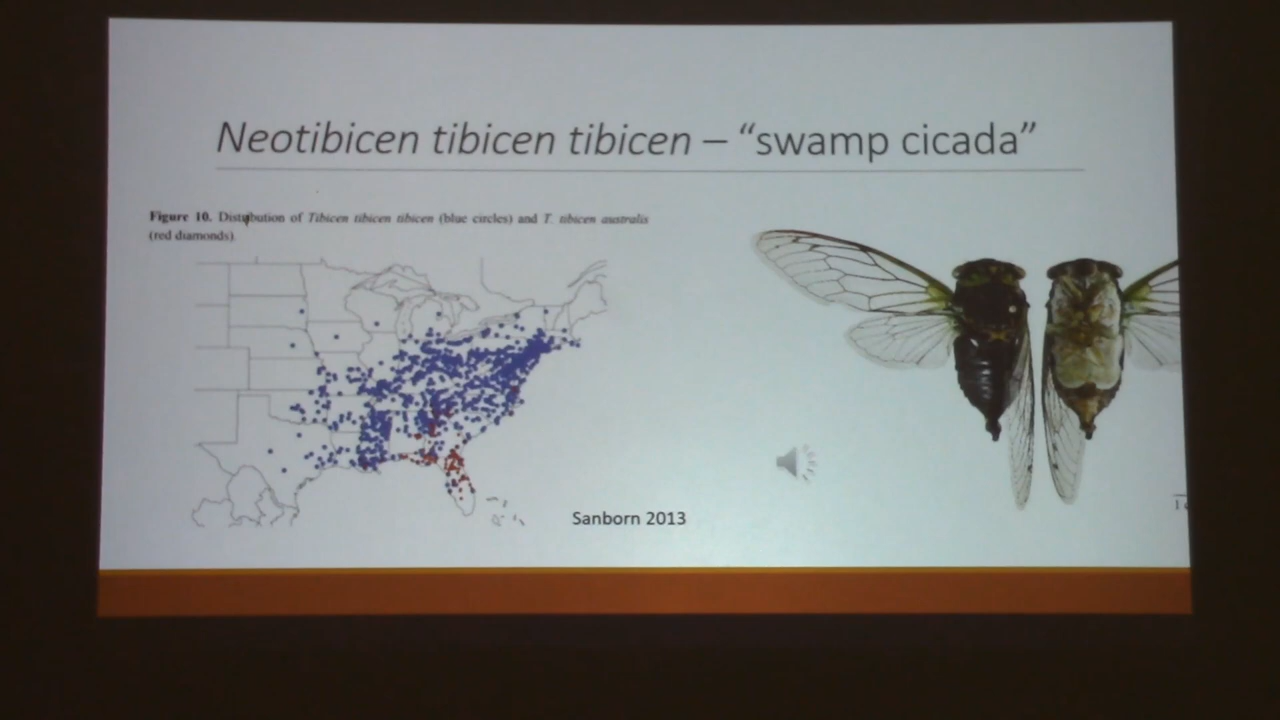 Neotibicen tibicen tibicen – “swamp cicada”
Figure 10. Distribution of Tibicen tibicen tibicen (blue circles) and T. tibicen australis
(red diamonds).
Sanborn 2013